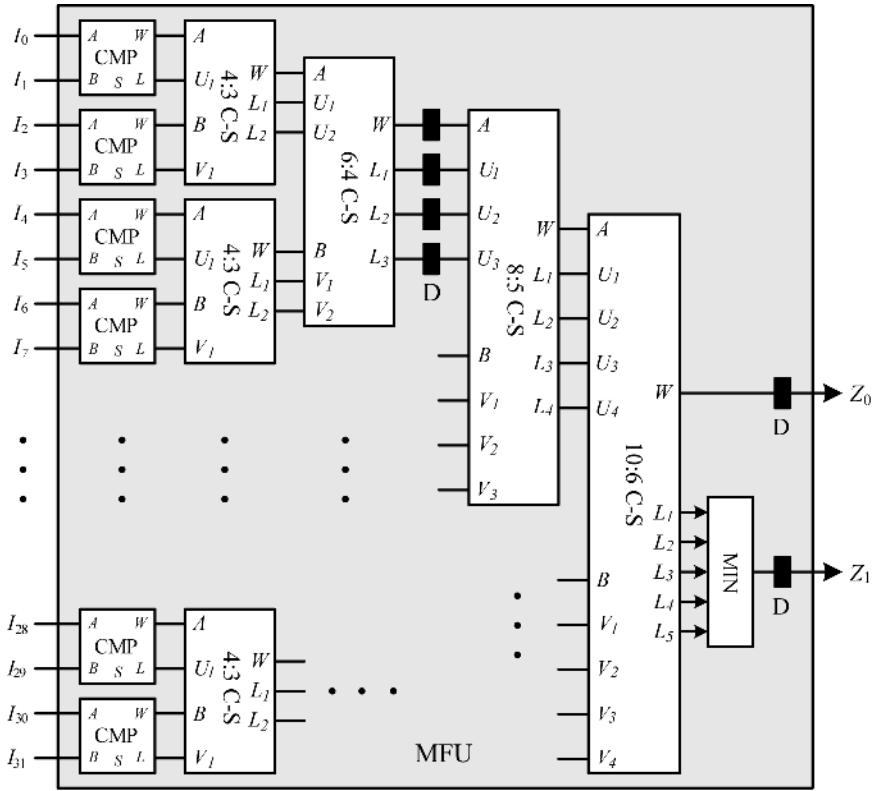 I0 A W A
CMP
I1 B S L U1
4:3 C-S
W A
L1 U1
L2 U2
I2 A W B
CMP
I3 B S L V1
6:4 C-S
W A
L1 U1
L2 U2
L3 U3
D
I4 A W A
CMP
I5 B S L U1
4:3 C-S
W B
L1 V1
L2 V2
I6 A W B
CMP
I7 B S L V1
8:5 C-S
B
V1
V2
V3
W A
L1 U1
L2 U2
L3 U3
L4 U4
10:6 C-S
W
D
Z0
L1
L2
L3
L4
L5
MIN
D
Z1
B
V1
V2
V3
V4
I28 A W A
CMP
I29 B S L U1
4:3 C-S
W
L1
L2
I30 A W B
CMP
I31 B S L V1
MFU